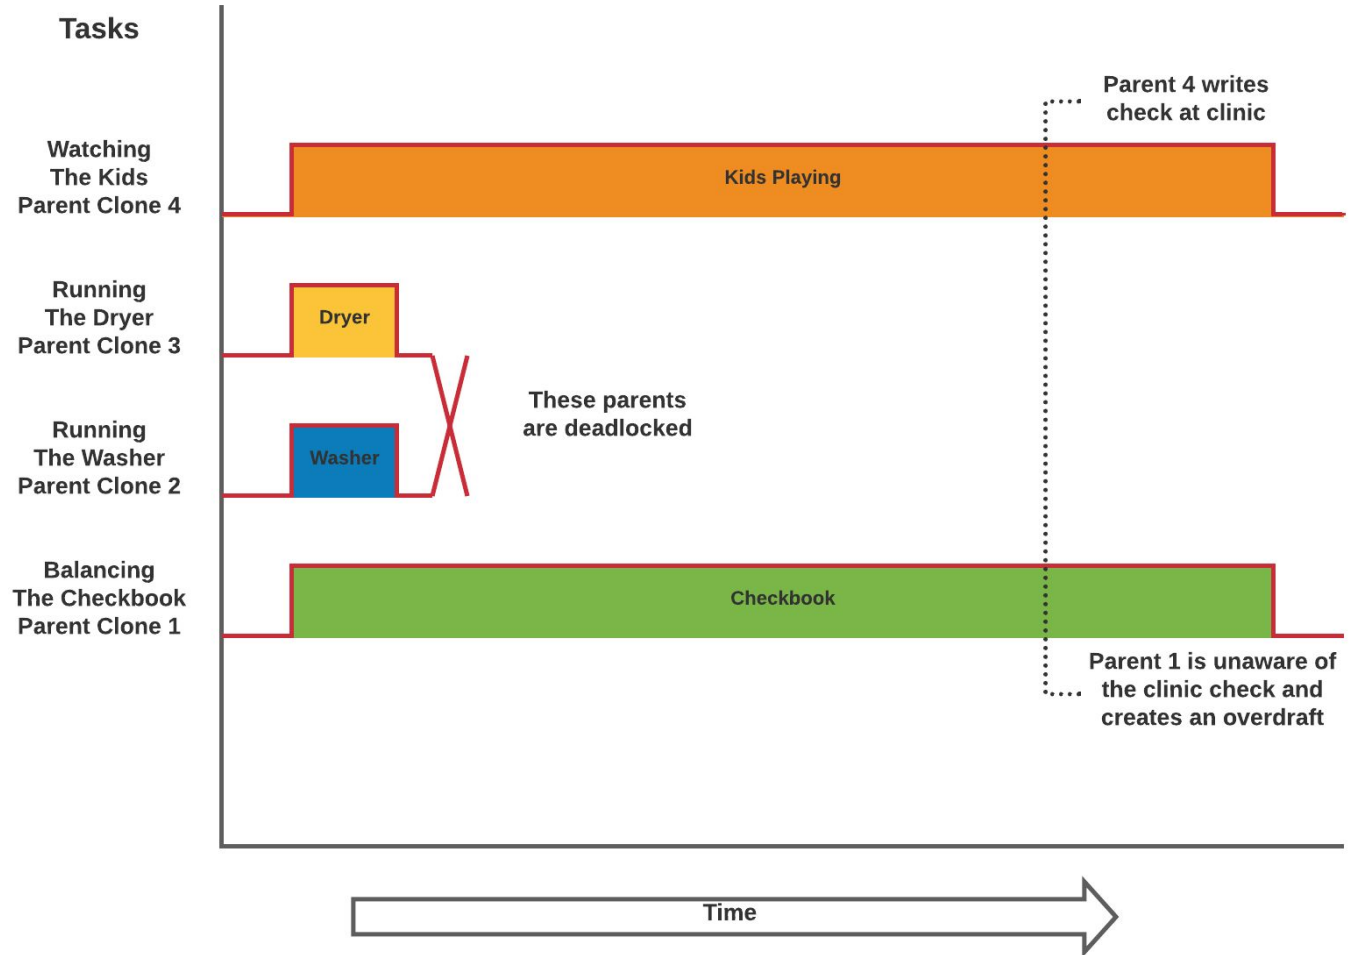 Tasks
Parent 4 writes
check at clinic
Watching
The Kids
Parent Clone 4
Kids Playing
Running
The Dryer
Parent Clone 3
Dryer
These parents
are deadlocked
Running
The Washer
Parent Clone 2
Washer
Balancing
The Checkbook
Parent Clone 1
Checkbook
Parent 1 is unaware of
the clinic check and
creates an overdraft
Time